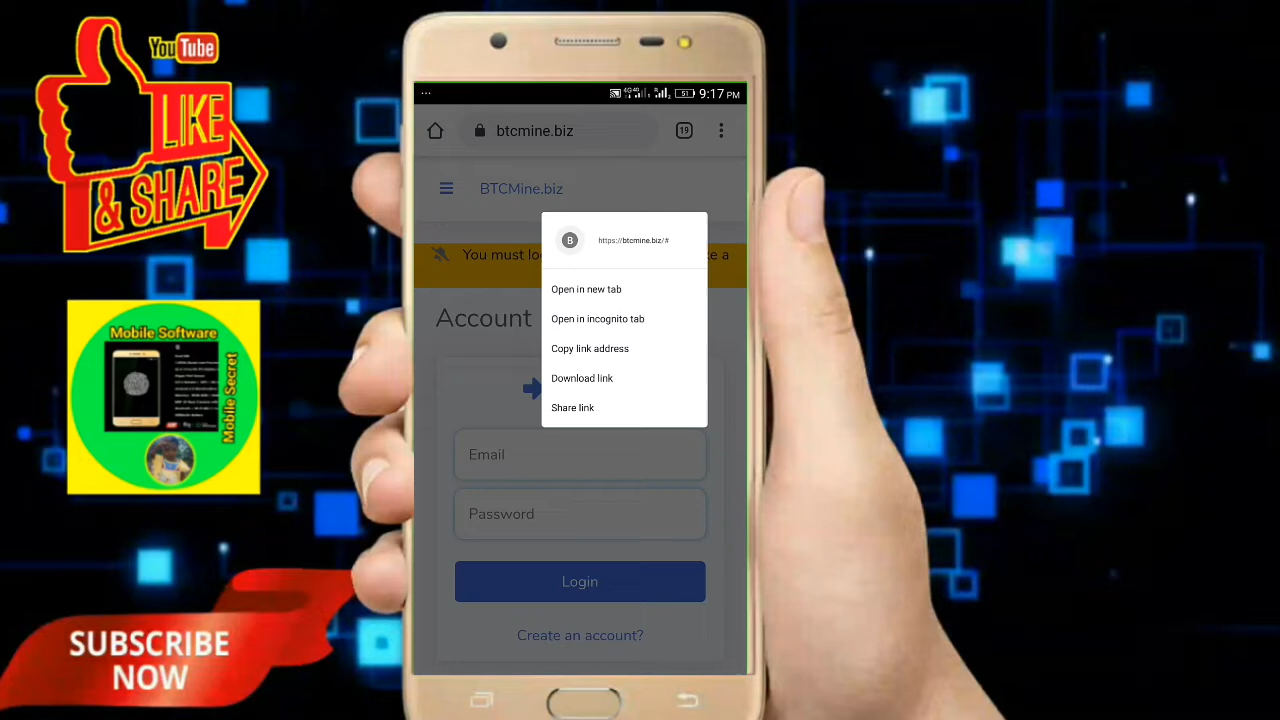 YouTube
LIKE
& SHARE
Mobile Software
Mobile Secret
SUBSCRIBE
NOW
9:17 PM
btcmine.biz
19
BTCMine.biz
B
https://btcmine.biz/#
You must
Open in new tab
Open in incognito tab
Copy link address
Download link
Share link
Account
Email
Password
Login
Create an account?